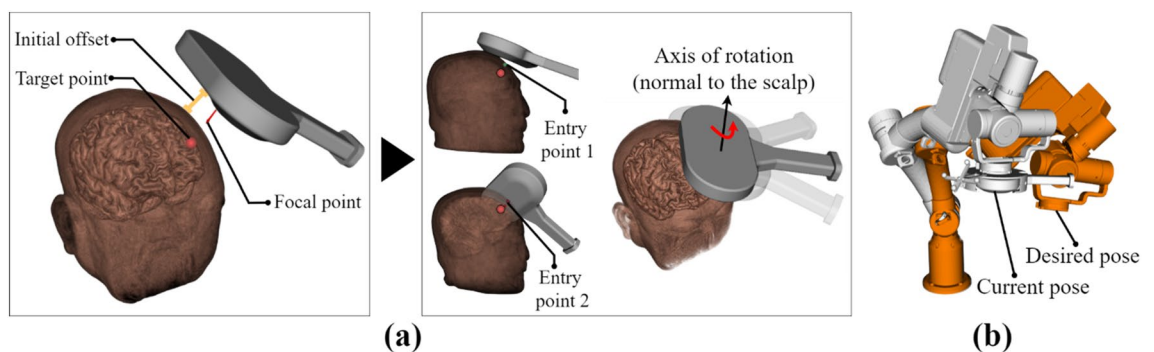 Initial offset
Target point
Focal point
Entry
point 1
Entry
point 2
Axis of rotation
(normal to the scalp)
Desired pose
Current pose
(a)
(b)